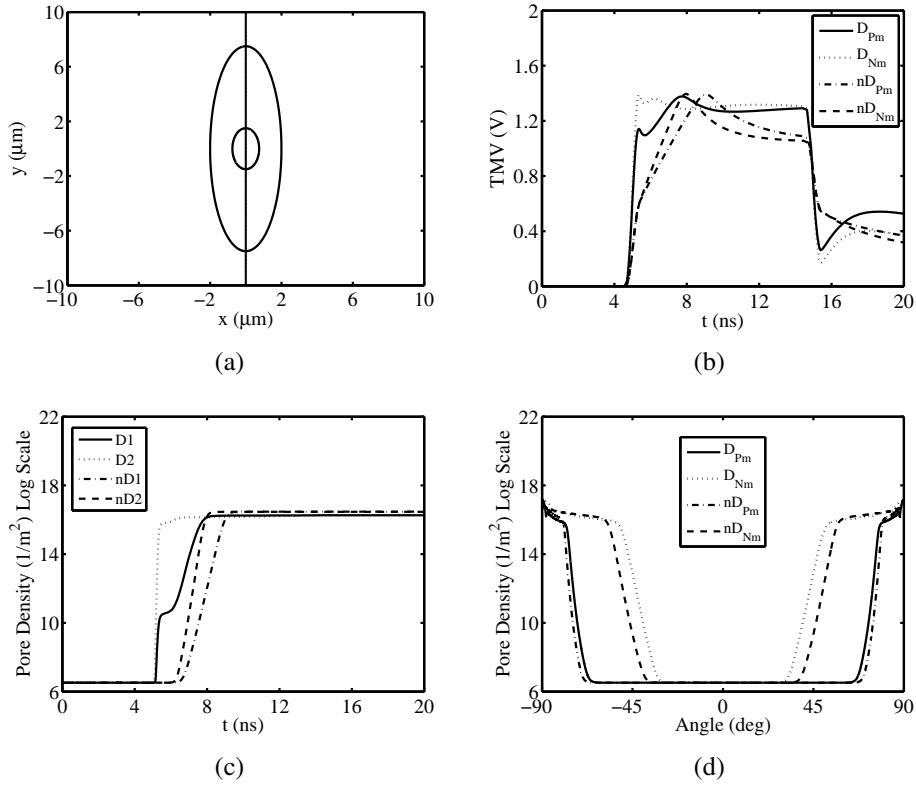 10
6
2
−2
−6
−10
y (μm)
−10
−6
−2
2
6
10
x (μm)
(a)
2
1.6
1.2
0.8
0.4
0
TMV (V)
0
4
8
12
16
20
t (ns)
D_Pm
D_Nm
nD_Pm
nD_Nm
(b)
22
18
14
10
6
Pore Density (1/m²) Log Scale
0
4
8
12
16
20
t (ns)
D1
D2
nD1
nD2
(c)
22
18
14
10
6
Pore Density (1/m²) Log Scale
−90
−45
0
45
90
Angle (deg)
D_Pm
D_Nm
nD_Pm
nD_Nm
(d)